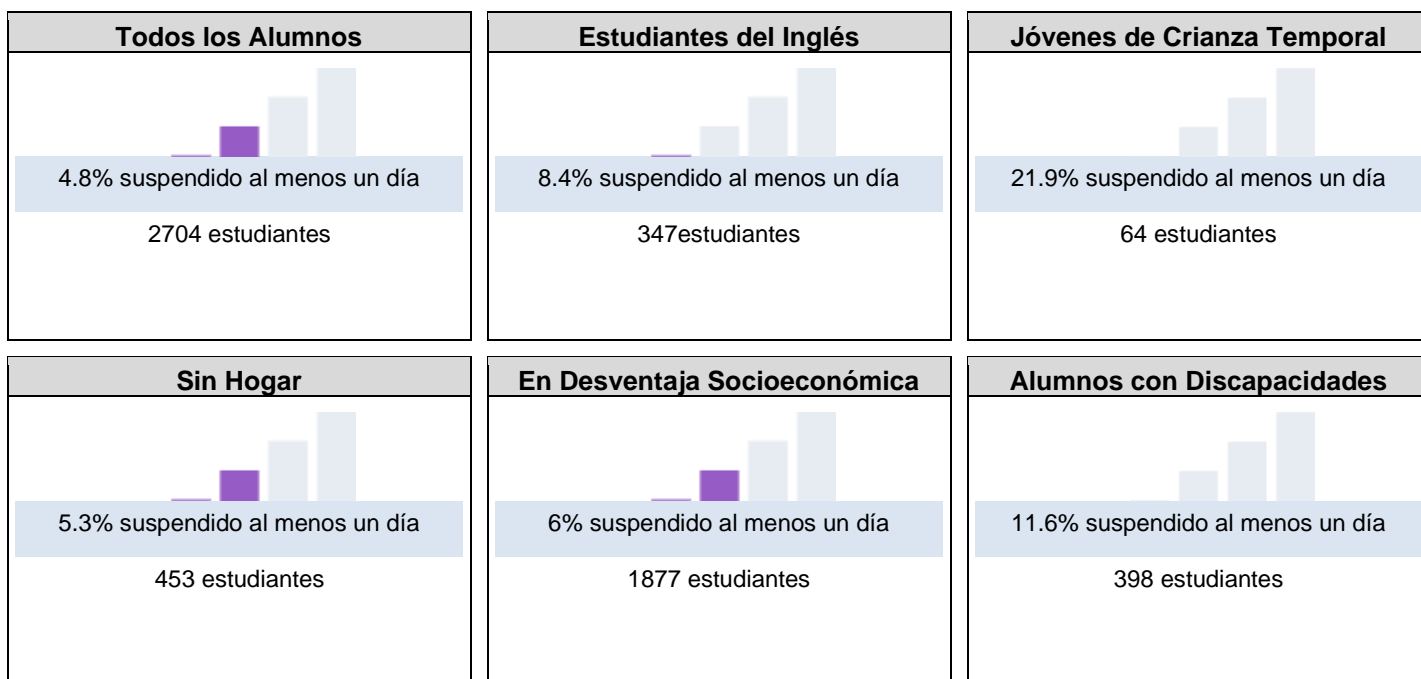 Todos los Alumnos
4.8% suspendido al menos un día
2704 estudiantes
Estudiantes del Inglés
8.4% suspendido al menos un día
347estudiantes
Jóvenes de Crianza Temporal
21.9% suspendido al menos un día
64 estudiantes
Sin Hogar
5.3% suspendido al menos un día
453 estudiantes
En Desventaja Socioeconómica
6% suspendido al menos un día
1877 estudiantes
Alumnos con Discapacidades
11.6% suspendido al menos un día
398 estudiantes